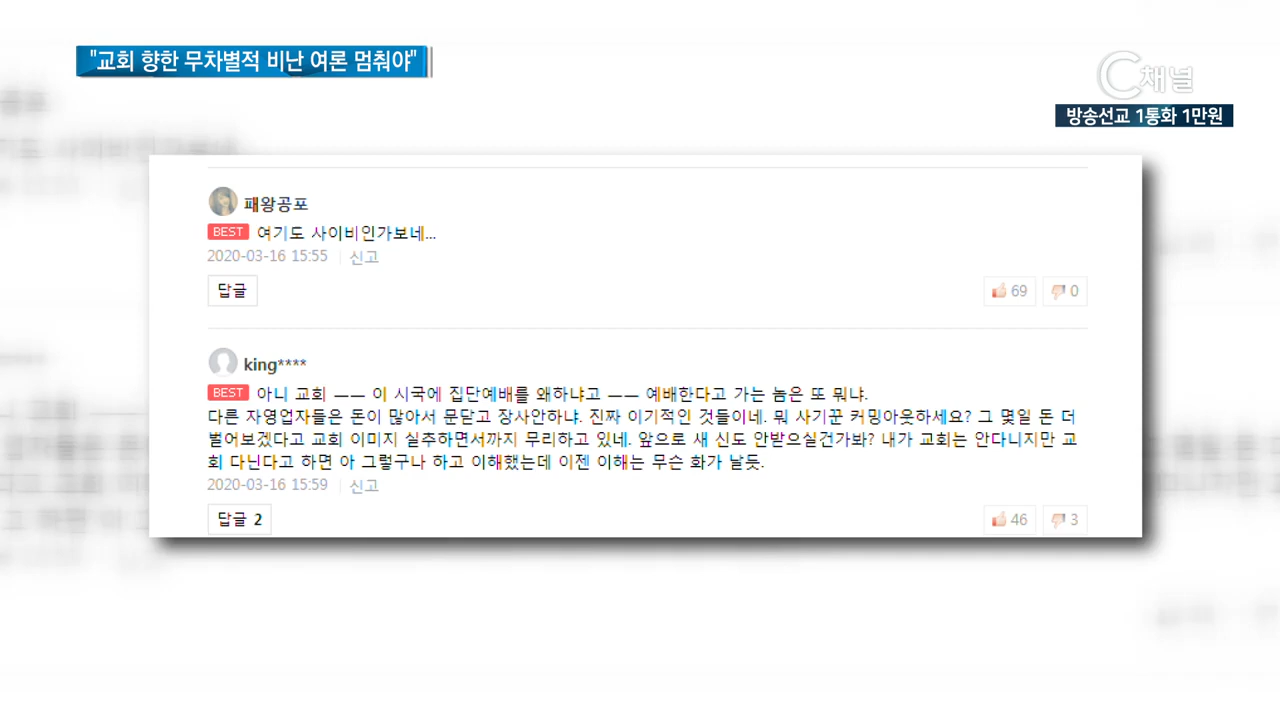 "교회 향한 무차별적 비난 여론 멈춰야"
C채널
방송선교 1통화 1만원
패왕공포
BEST 여기도 사이비인가보네...
2020-03-16 15:55 신고
답글
69 0
king****
BEST 아니 교회 —— 이 시국에 집단예배를 왜하냐고 —— 예배한다고 가는 놈은 또 뭐냐.
다른 자영업자들은 돈이 많아서 문닫고 장사안하냐. 진짜 이기적인 것들이네. 뭐 사기꾼 커밍아웃하세요? 그 몇일 돈 더
벌어보겠다고 교회 이미지 실추하면서까지 무리하고 있네. 앞으로 새 신도 안받으실건가봐? 내가 교회는 안다니지만 교
회 다닌다고 하면 아 그렇구나 하고 이해했는데 이젠 이해는 무슨 화가 날듯.
2020-03-16 15:59 신고
답글 2
46 3